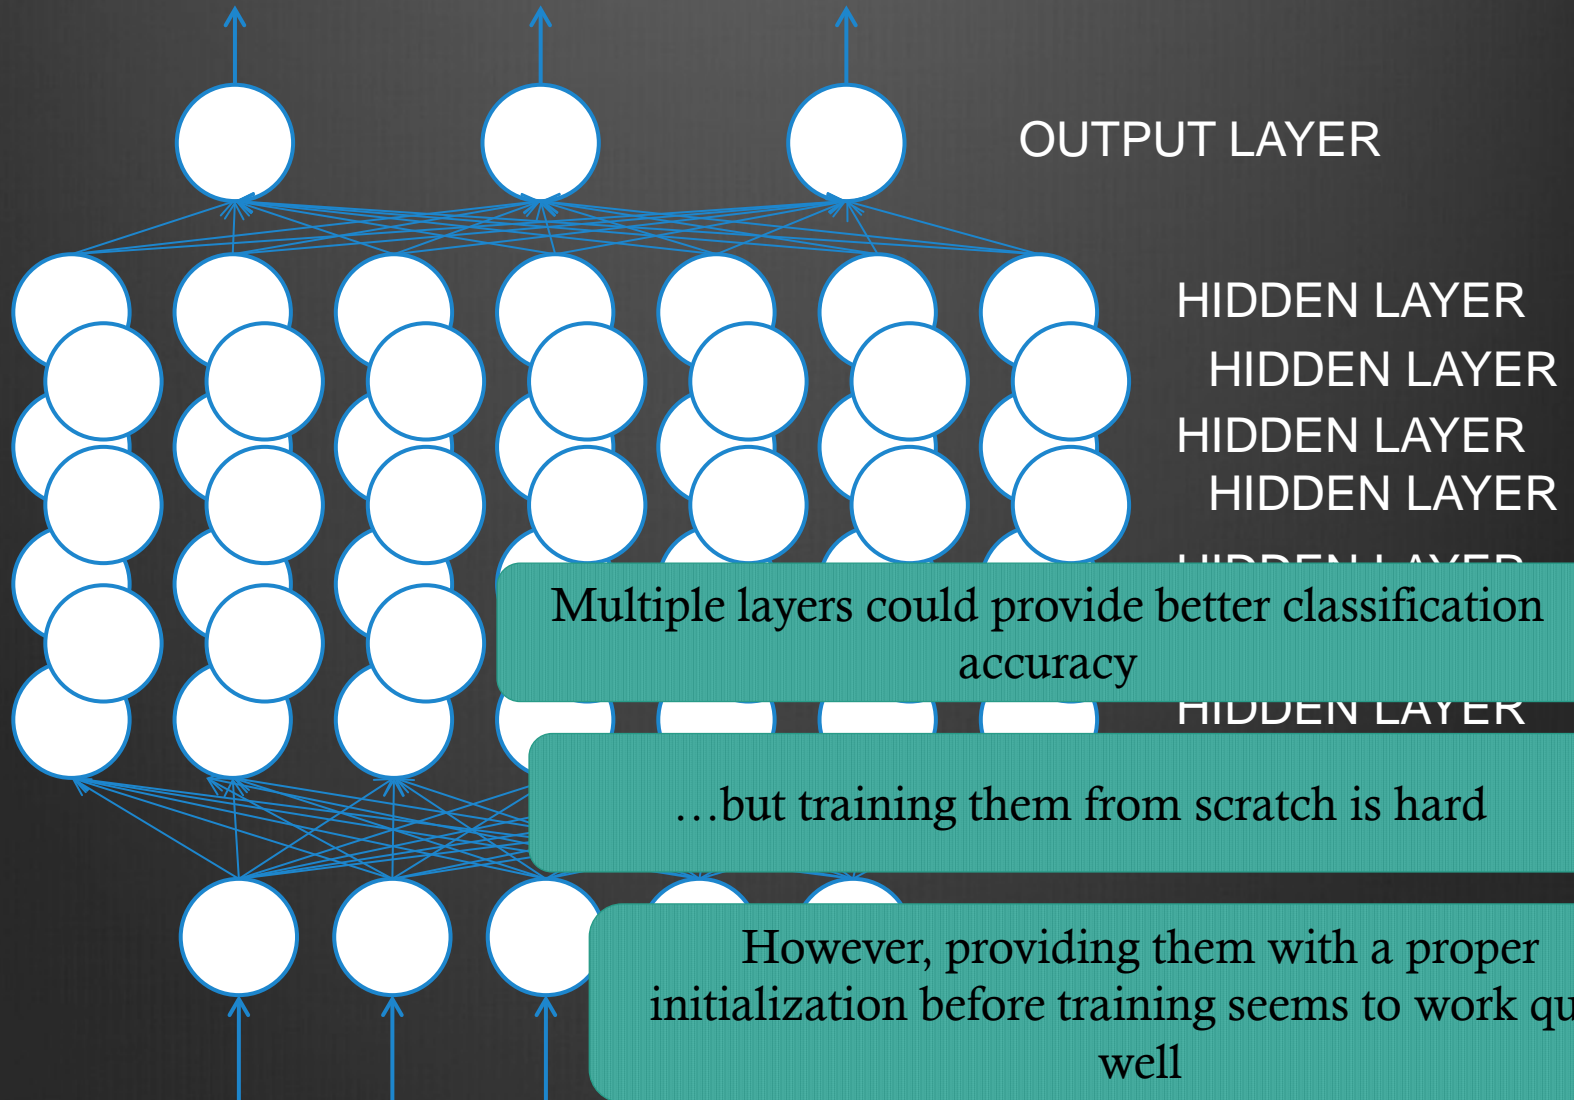 OUTPUT LAYER
HIDDEN LAYER
HIDDEN LAYER
HIDDEN LAYER
HIDDEN LAYER
HIDDEN LAYER
Multiple layers could provide better classification
accuracy
HIDDEN LAYER
…but training them from scratch is hard
However, providing them with a proper
initialization before training seems to work
well